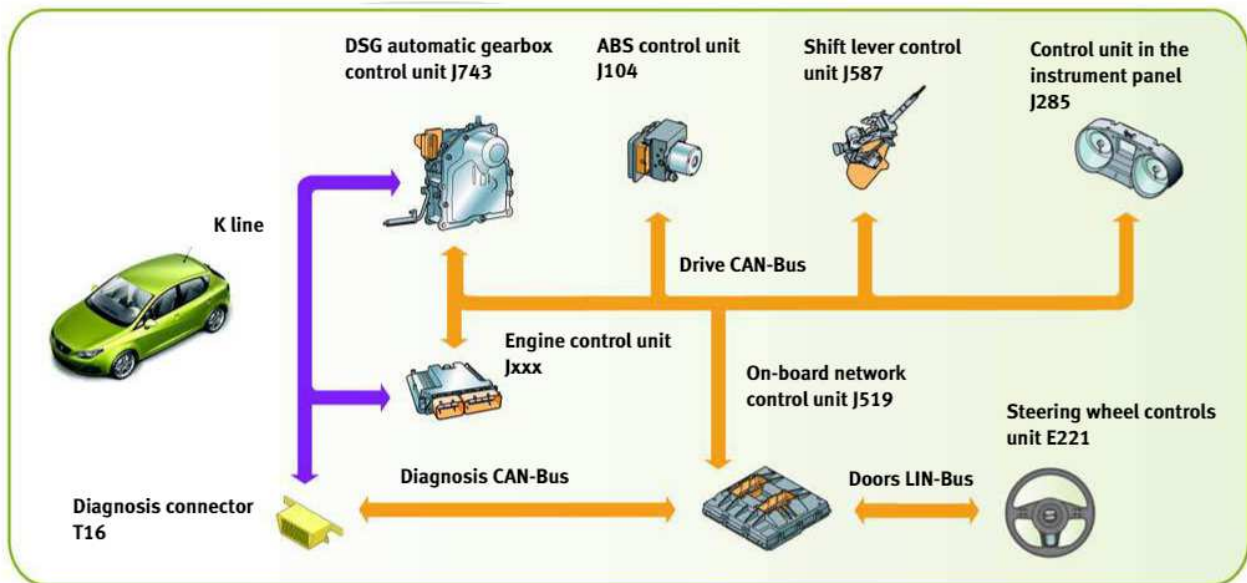 DSG automatic gearbox
control unit J743
ABS control unit
J104
Shift lever control
unit J587
Control unit in the
instrument panel
J285
K line
Drive CAN-Bus
Engine control unit
Jxxx
On-board network
control unit J519
Steering wheel controls
unit E221
Diagnosis CAN-Bus
Doors LIN-Bus
Diagnosis connector
T16